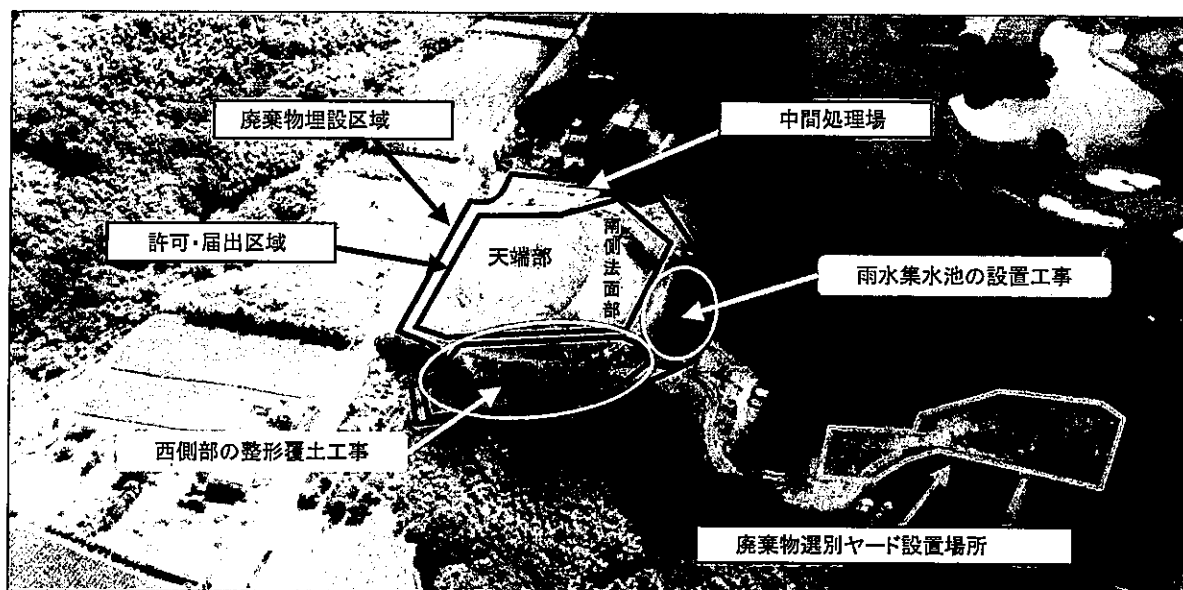 廃棄物埋設区域
中間処理場
許可・届出区域
天端部
南側法面部
雨水集水池の設置工事
西側部の整形覆土工事
廃棄物選別ヤード設置場所